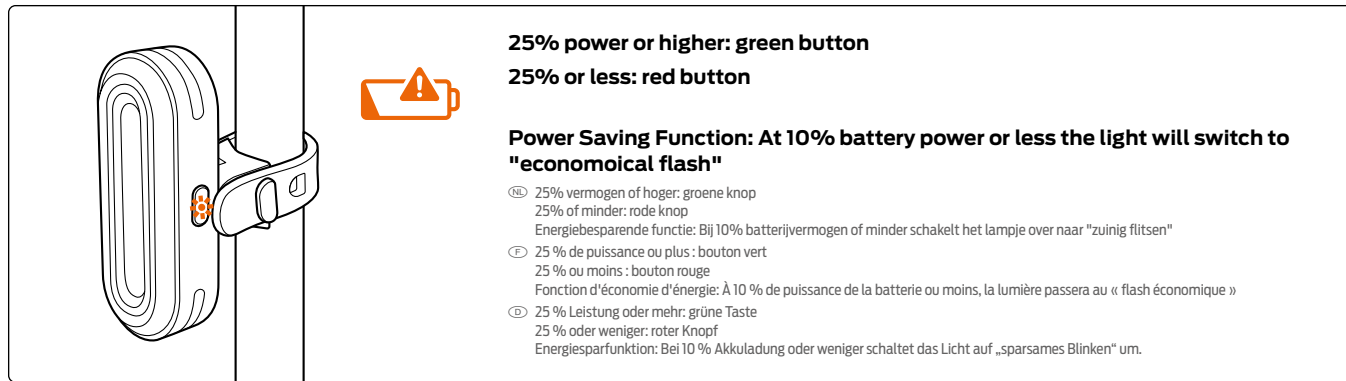 25% power or higher: green button
25% or less: red button
Power Saving Function: At 10% battery power or less the light will switch to
"economoical flash"
NL 25% vermogen of hoger: groene knop
25% of minder: rode knop
Energiebesparende functie: Bij 10% batterijvermogen of minder schakelt het lampje over naar "zuinig flitsen"
F 25 % de puissance ou plus : bouton vert
25 % ou moins : bouton rouge
Fonction d'économie d'énergie: À 10 % de puissance de la batterie ou moins, la lumière passera au « flash économique »
D 25 % Leistung oder mehr: grüne Taste
25 % oder weniger: roter Knopf
Energiesparfunktion: Bei 10 % Akkuladung oder weniger schaltet das Licht auf „sparsames Blinken“ um.